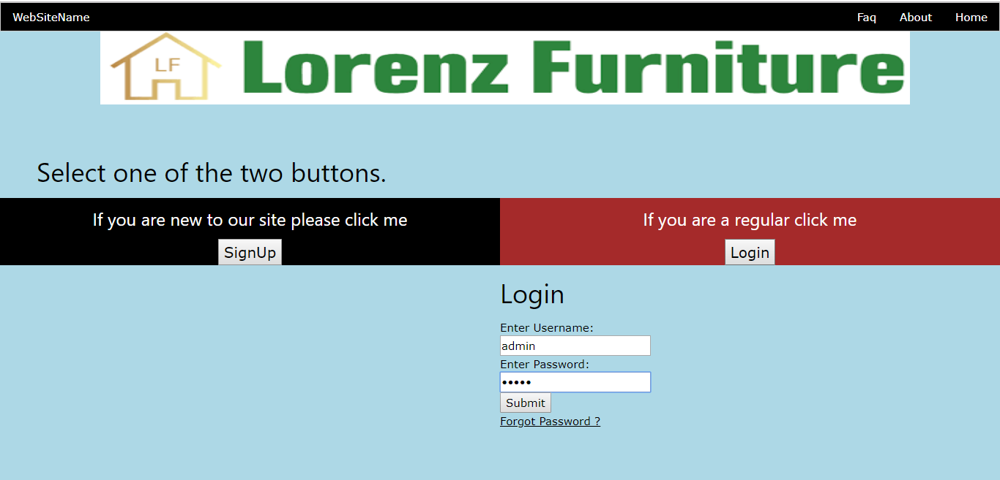 WebSiteName Faq About Home
LF Lorenz Furniture
Select one of the two buttons.
If you are new to our site please click me
SignUp
If you are a regular click me
Login
Login
Enter Username:
admin
Enter Password:
•••••
Submit
Forgot Password ?